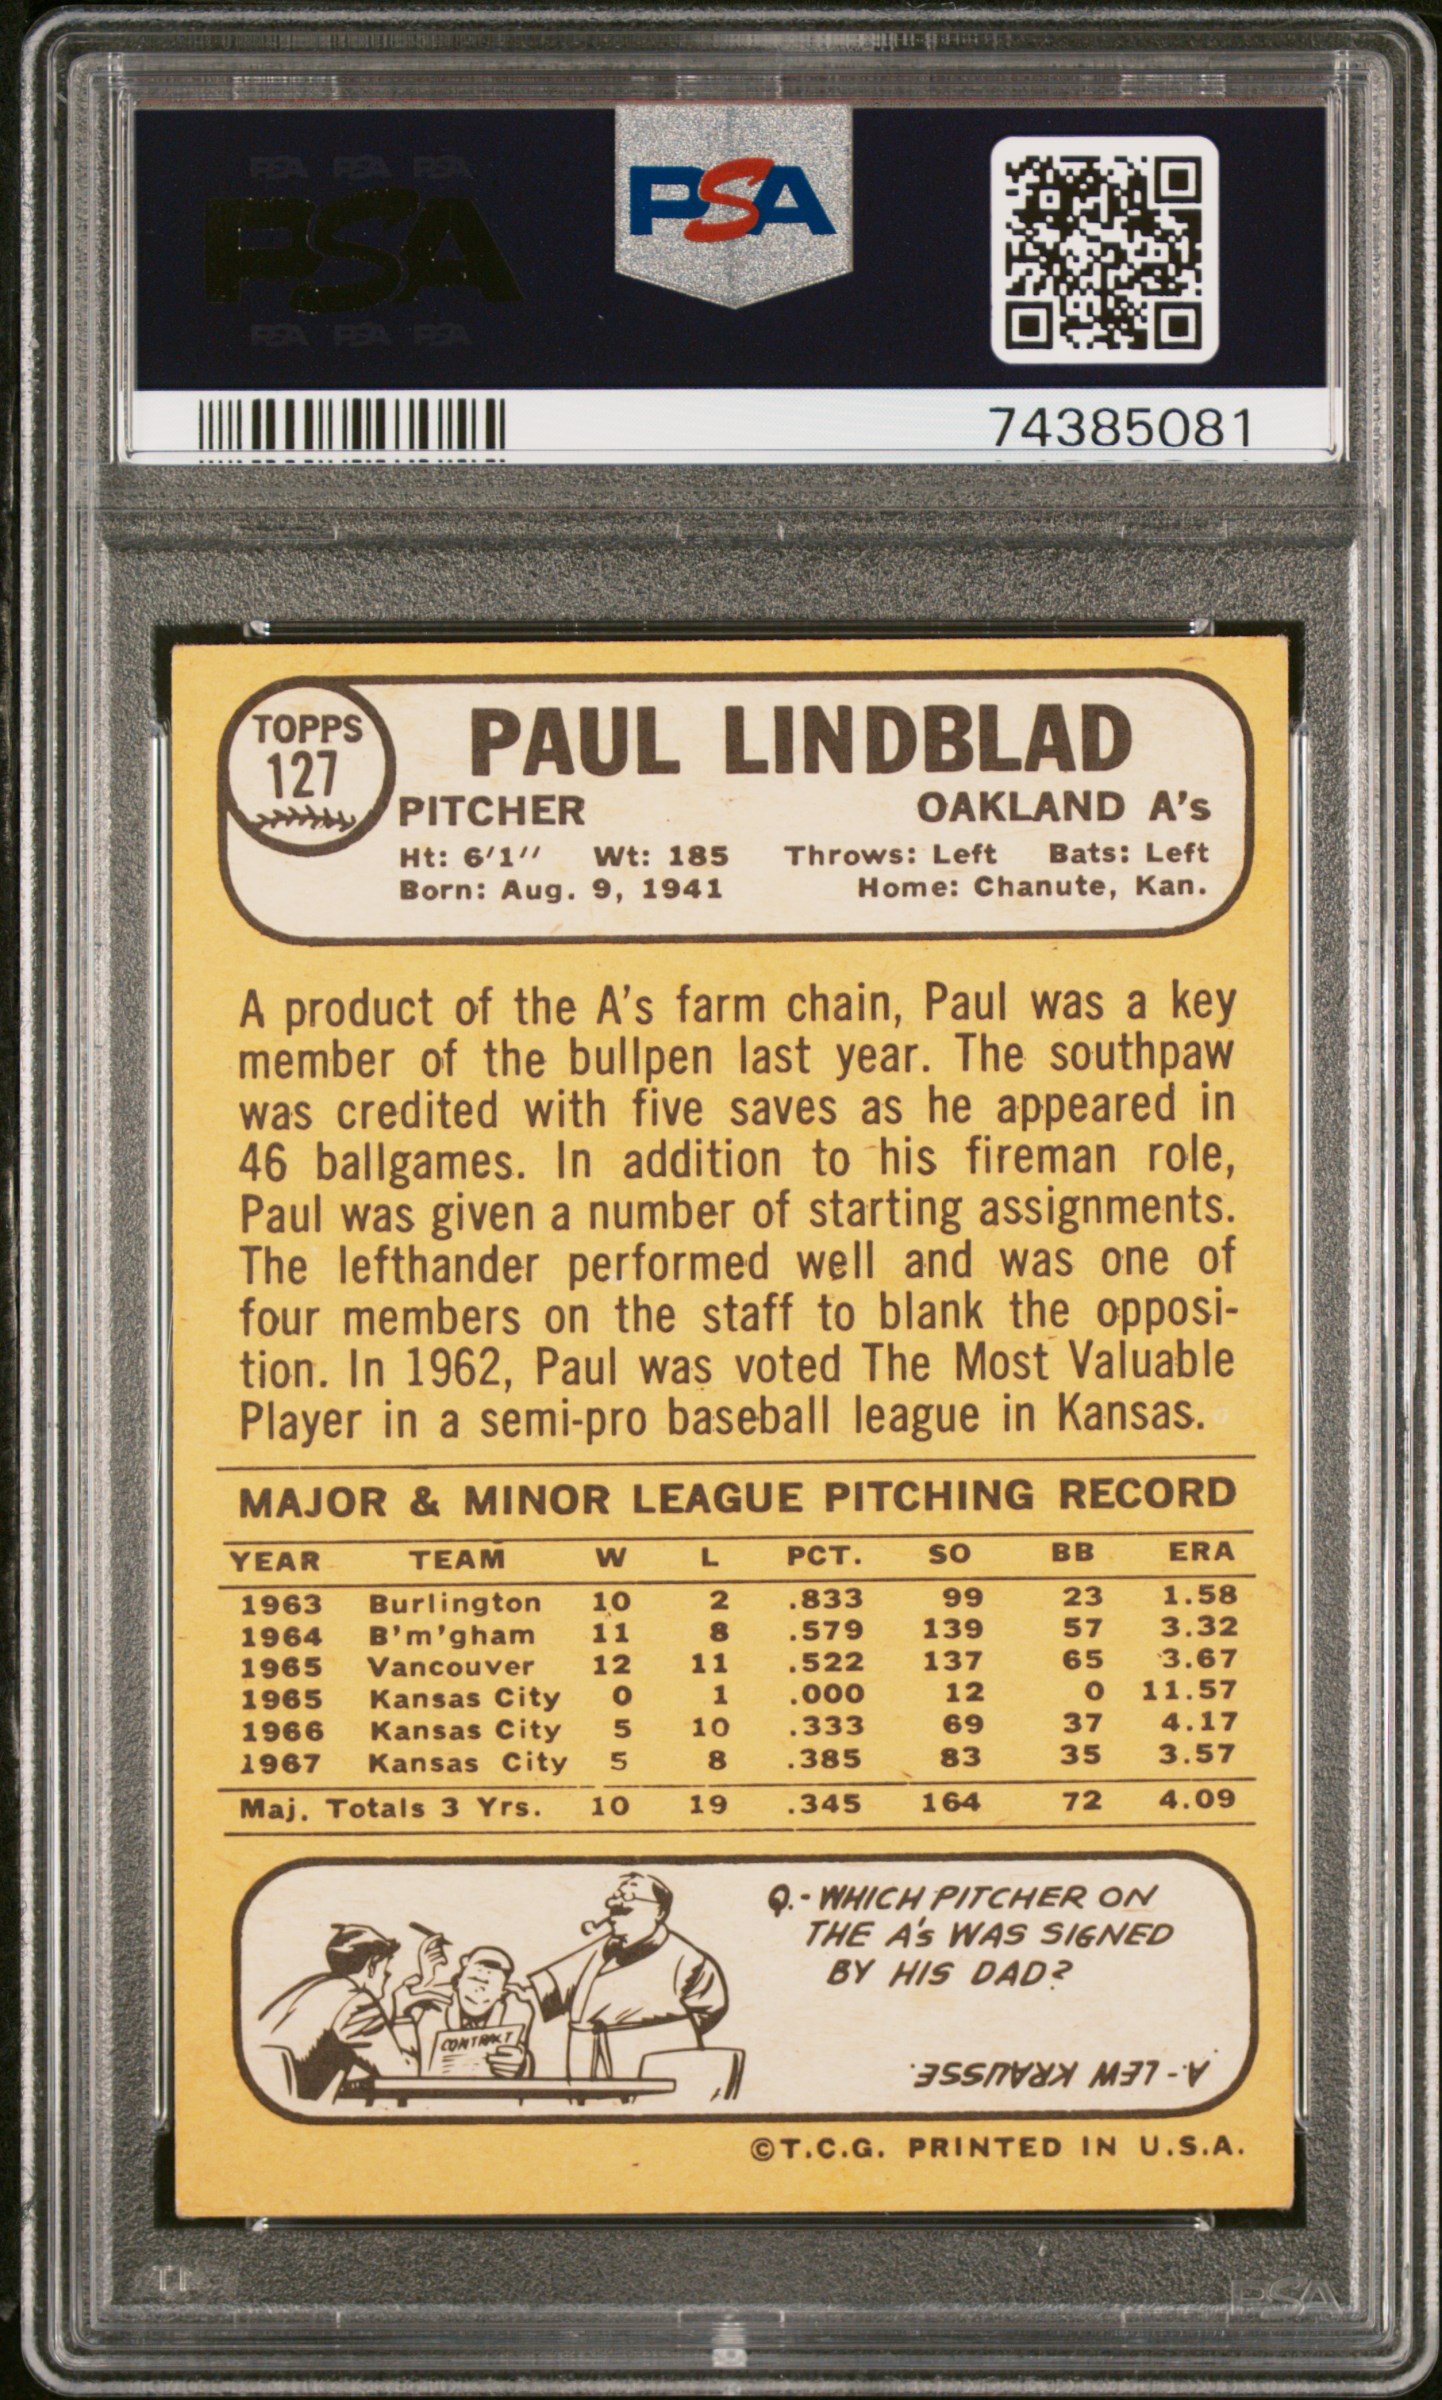 PSA PSA PSA
PSA
PSA PSA PSA
PSA
74385081
TOPPS
127
PAUL LINDBLAD
PITCHER OAKLAND A's
Ht: 6'1'' Wt: 185 Throws: Left Bats: Left
Born: Aug. 9, 1941 Home: Chanute, Kan.
A product of the A's farm chain, Paul was a key
member of the bullpen last year. The southpaw
was credited with five saves as he appeared in
46 ballgames. In addition to his fireman role,
Paul was given a number of starting assignments.
The lefthander performed well and was one of
four members on the staff to blank the opposi-
tion. In 1962, Paul was voted The Most Valuable
Player in a semi-pro baseball league in Kansas.
MAJOR & MINOR LEAGUE PITCHING RECORD
YEAR TEAM W L PCT. SO BB ERA
1963 Burlington 10 2 .833 99 23 1.58
1964 B'm'gham 11 8 .579 139 57 3.32
1965 Vancouver 12 11 .522 137 65 3.67
1965 Kansas City 0 1 .000 12 0 11.57
1966 Kansas City 5 10 .333 69 37 4.17
1967 Kansas City 5 8 .385 83 35 3.57
Maj. Totals 3 Yrs. 10 19 .345 164 72 4.09
CONTRACT
Q.- WHICH PITCHER ON
THE A's WAS SIGNED
BY HIS DAD?
A.- LEW KRAUSSE.
©T.C.G. PRINTED IN U.S.A.
PSA